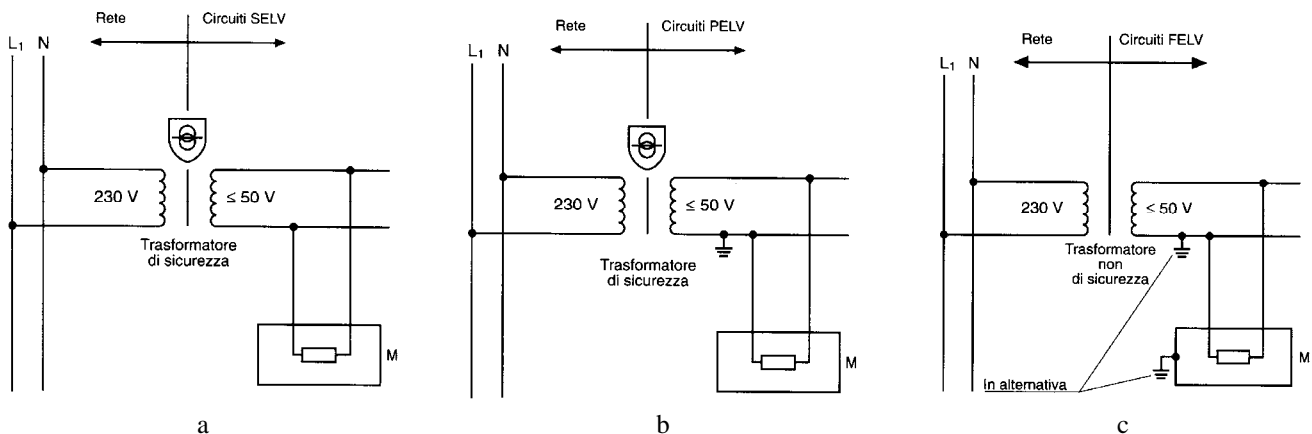 Rete
Circuiti SELV
L1 N
230 V
≤ 50 V
Trasformatore
di sicurezza
M
a
Rete
Circuiti PELV
L1 N
230 V
≤ 50 V
Trasformatore
di sicurezza
M
b
Rete
Circuiti FELV
L1 N
230 V
≤ 50 V
Trasformatore
non
di sicurezza
M
In alternativa
c